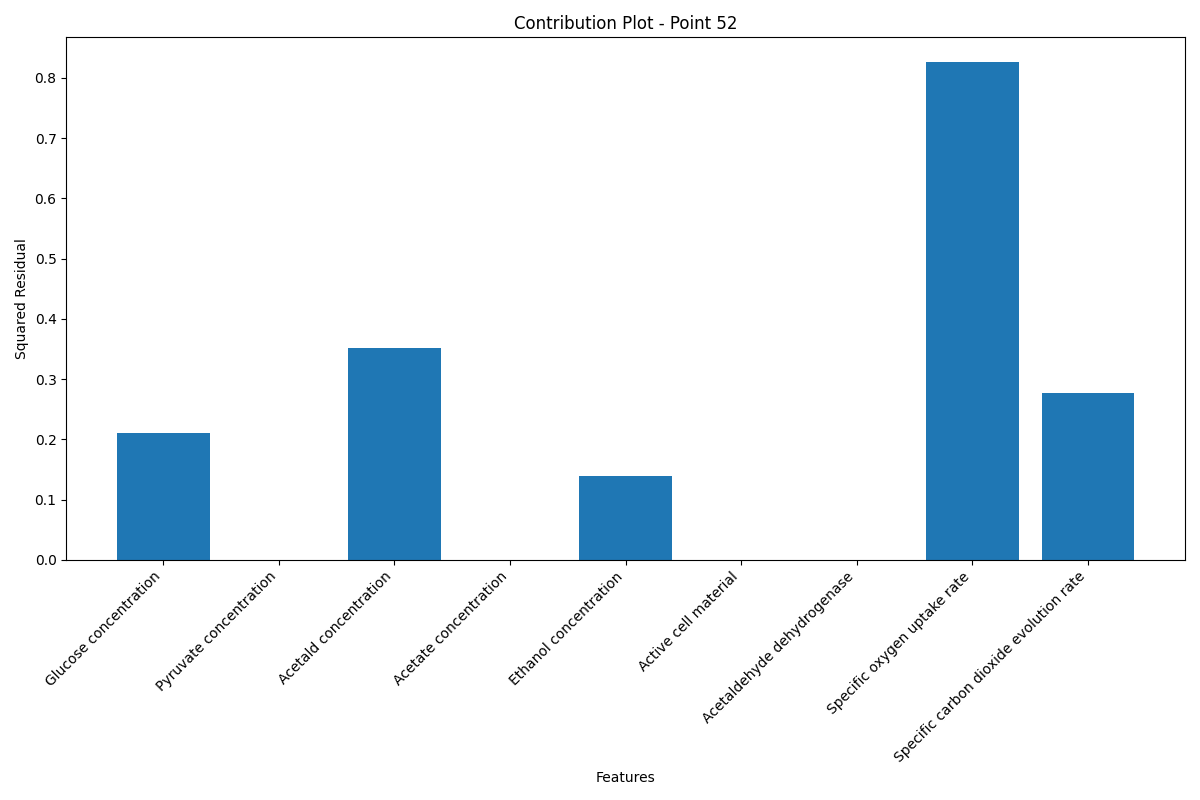 Contribution Plot - Point 52
Squared Residual
0.8
0.7
0.6
0.5
0.4
0.3
0.2
0.1
0.0
Glucose concentration
Pyruvate concentration
Acetald concentration
Acetate concentration
Ethanol concentration
Active cell material
Acetaldehyde dehydrogenase
Specific oxygen uptake rate
Specific carbon dioxide evolution rate
Features